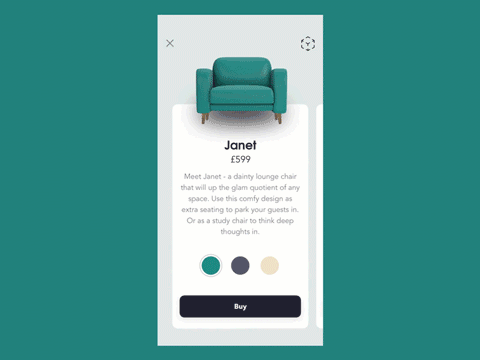 Janet
£599
Meet Janet - a dainty lounge chair
that will up the glam quotient of any
space. Use this comfy design as
extra seating to park your guests in.
Or as a study chair to think deep
thoughts in.
Buy